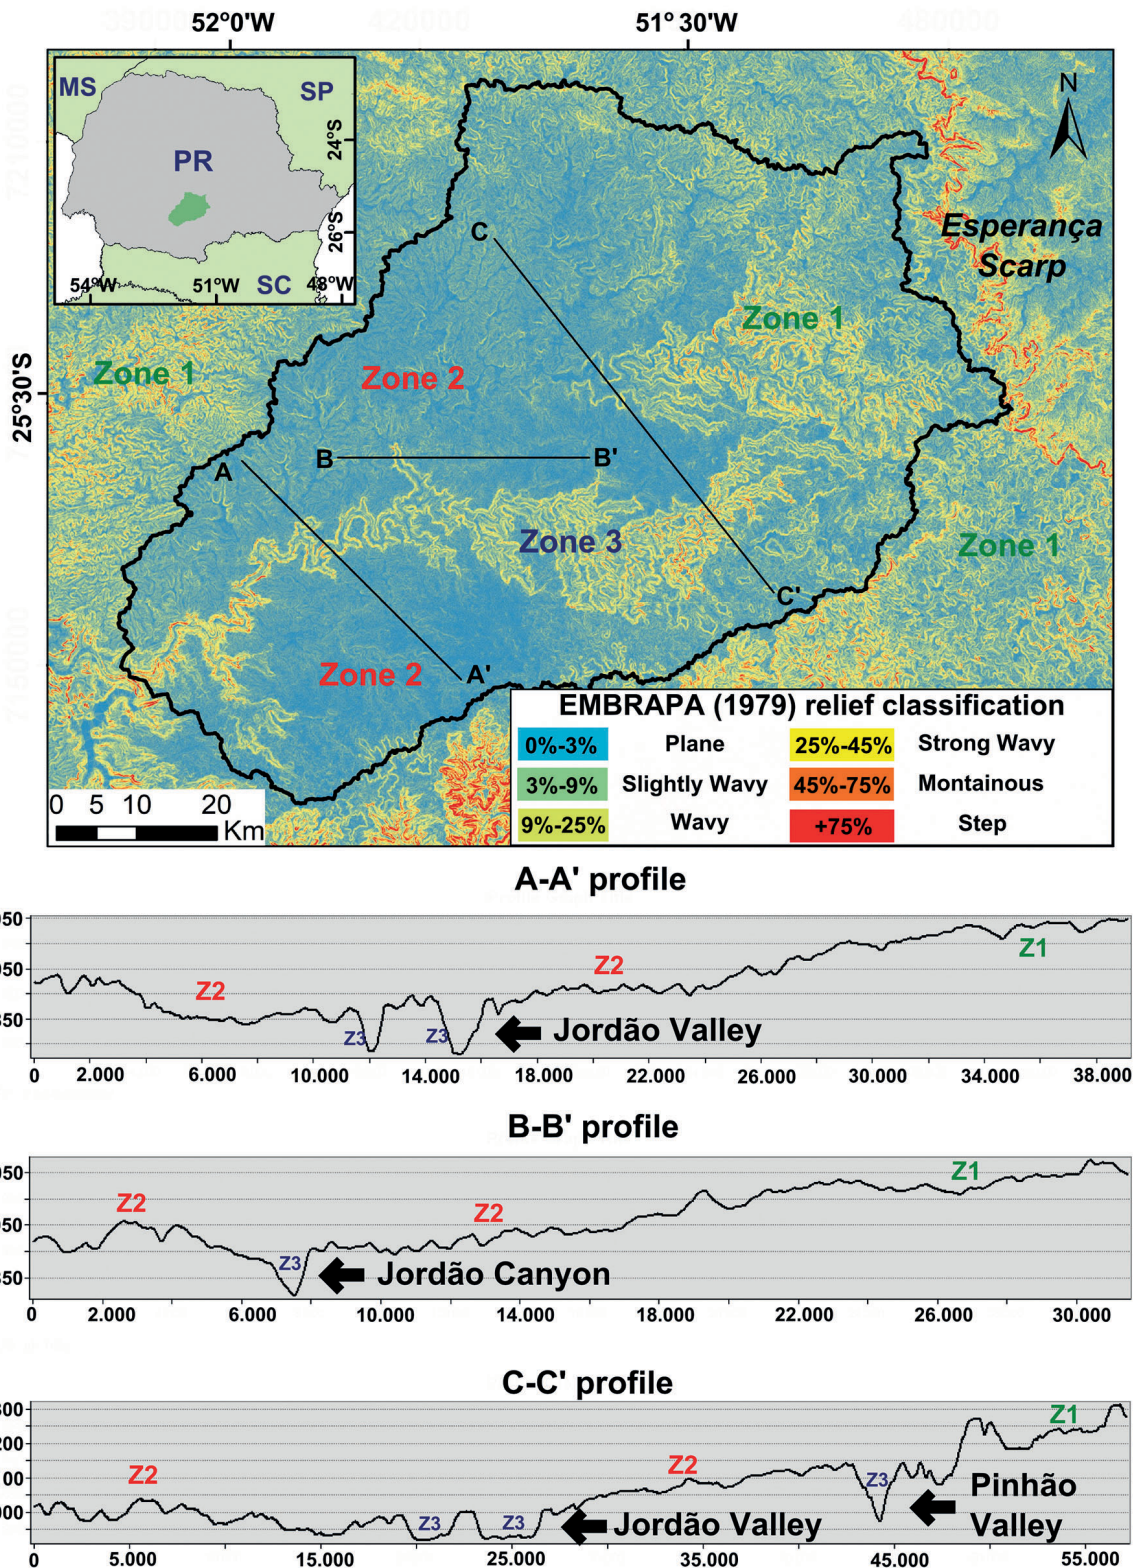 52°0'W 51°30'W
MS SP
PR
SC
24°S
26°S
54°W 51°W 48°W
N
25°30'S
Esperança
Scarp
C
Zone 1
Zone 1
Zone 2
A B B'
Zone 3
Zone 1
C'
Zone 2
A'
EMBRAPA (1979) relief classification
0%-3% Plane 25%-45% Strong Wavy
3%-9% Slightly Wavy 45%-75% Montainous
9%-25% Wavy +75% Step
0 5 10 20
Km
A-A' profile
Z2 Z3 Z3 Z2 Z1
Jordão Valley
0 2.000 6.000 10.000 14.000 18.000 22.000 26.000 30.000 34.000 38.000
B-B' profile
Z2 Z3 Z2 Z1
Jordão Canyon
0 2.000 6.000 10.000 14.000 18.000 22.000 26.000 30.000
C-C' profile
Z2 Z3 Z3 Z2 Z3 Z1
Jordão Valley
Pinhão
Valley
0 5.000 15.000 25.000 35.000 45.000 55.000